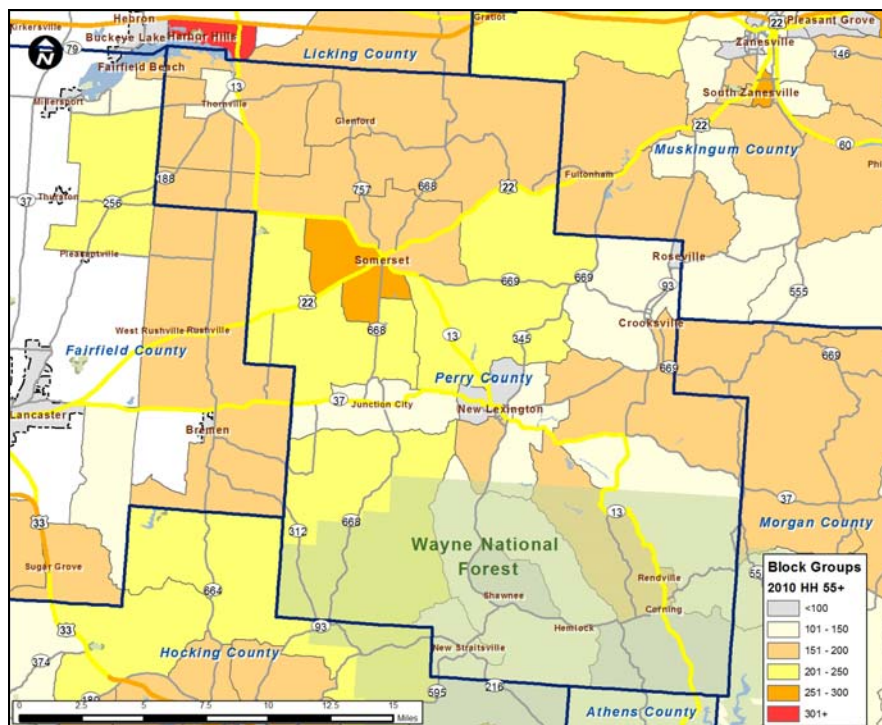 Kirkersville
Hebron
Gratiot
22
Pleasant Grove
Buckeye Lake
Harbor Hills
Zanesville
N
79
Licking County
146
Fairfield Beach
Millersport
13
Thornville
South Zanesville
Glenford
22
Muskingum County
60
188
757
668
22
Fultonham
37
Thurston
256
Pleasantville
Somerset
Roseville
669
669
93
555
22
West Rushville
Rushville
668
13
345
Crooksville
Fairfield County
669
669
Perry County
Lancaster
37
Junction City
New Lexington
Bremen
37
33
312
668
13
Morgan County
Wayne National
Forest
Sugar Grove
664
Rendville
Shawnee
Corning
Hemlock
33
93
New Straitsville
Hocking County
374
595
216
Athens County
Block Groups
2010 HH 55+
<100
101 - 150
151 - 200
201 - 250
251 - 300
301+
0 2.5 5 7.5 10 12.5 15
Miles